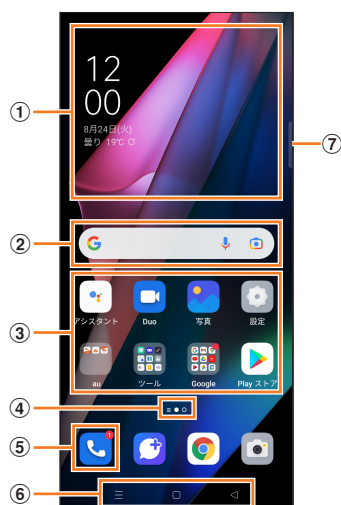 12
00
8月24日(火)
曇り 19℃
①
⑦
②
③
アシスタント
Duo
写真
設定
au
ツール
Google
Play ストア
④
⑤
1
⑥